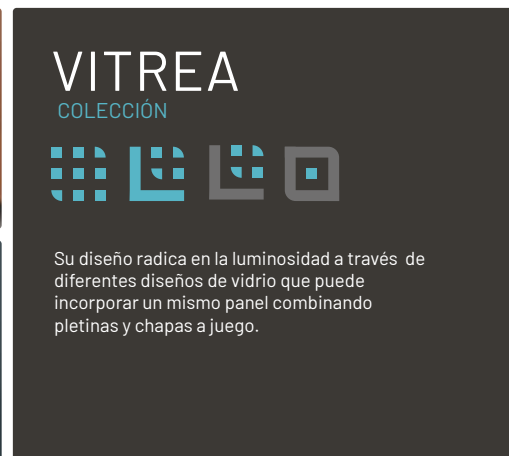 VITREA
COLECCIÓN
Su diseño radica en la luminosidad a través de
diferentes diseños de vidrio que puede
incorporar un mismo panel combinando
pletinas y chapas a juego.